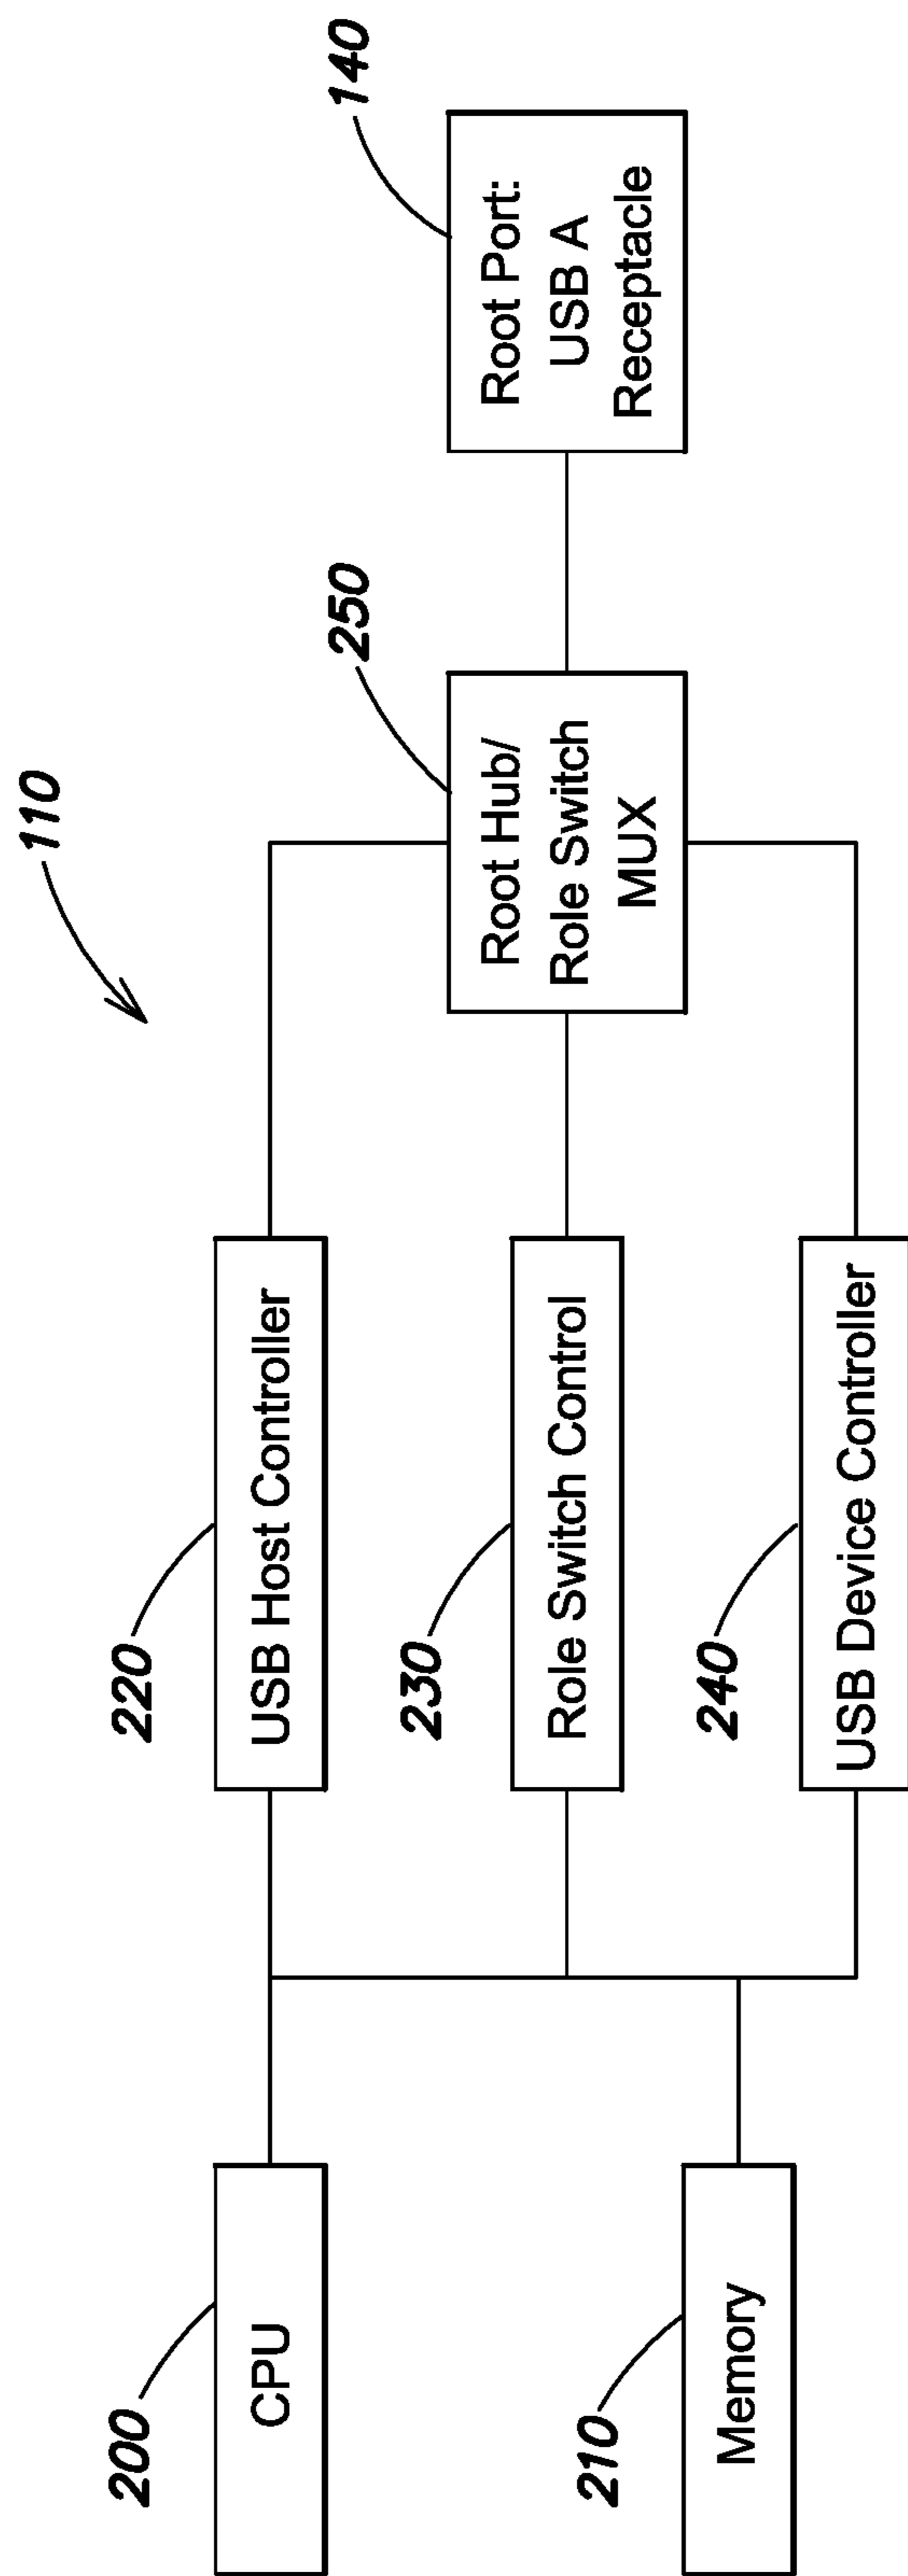 110
200
CPU
210
Memory
220
USB Host Controller
230
Role Switch Control
240
USB Device Controller
250
Root Hub/
Role Switch
MUX
140
Root Port:
USB A
Receptacle